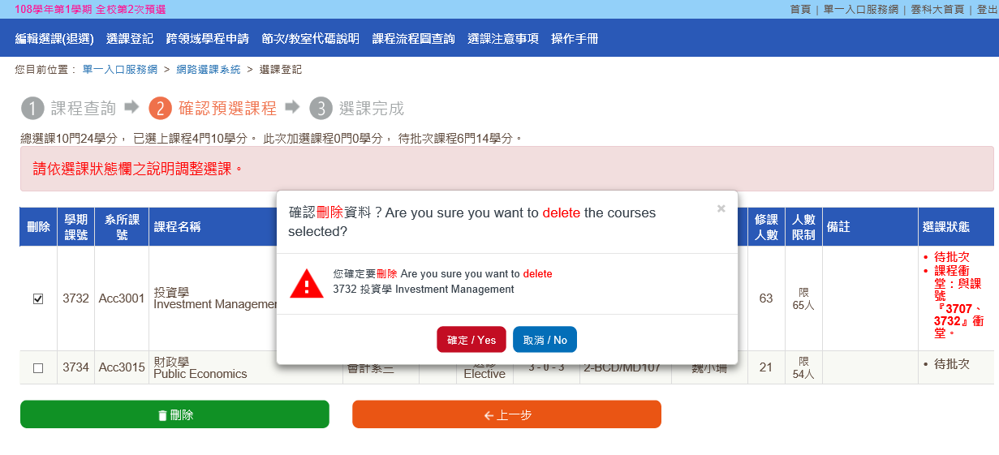 108學年第1學期 全校第2次預選
首頁 | 單一入口服務網 | 雲科大首頁 | 登出
編輯選課(退選) 選課登記 跨領域學程申請 節次/教室代碼說明 課程流程圖查詢 選課注意事項 操作手冊
您目前位置： 單一入口服務網 > 網路選課系統 > 選課登記
1 課程查詢 2 確認預選課程 3 選課完成
總選課10門24學分， 已選上課程4門10學分。 此次加選課程0門0學分， 待批次課程6門14學分。
請依選課狀態欄之說明調整選課。
確認刪除資料？Are you sure you want to delete the courses
selected?
×
您確定要刪除 Are you sure you want to delete
3732 投資學 Investment Management
確定 / Yes 取消 / No
刪除
學期
課號
系所課
號
課程名稱
修課
人數
人數
限制
備註
選課狀態
3732 Acc3001
投資學
Investment Managemen
63
限
65人
• 待批次
• 課程衝
堂：與課
號
『3707、
3732』衝
堂。
3734 Acc3015
財政學
Public Economics
會計系三
Elective
3 - 0 - 3
2-BCD/MD107
魏小珊
21
限
54人
• 待批次
刪除
上一步